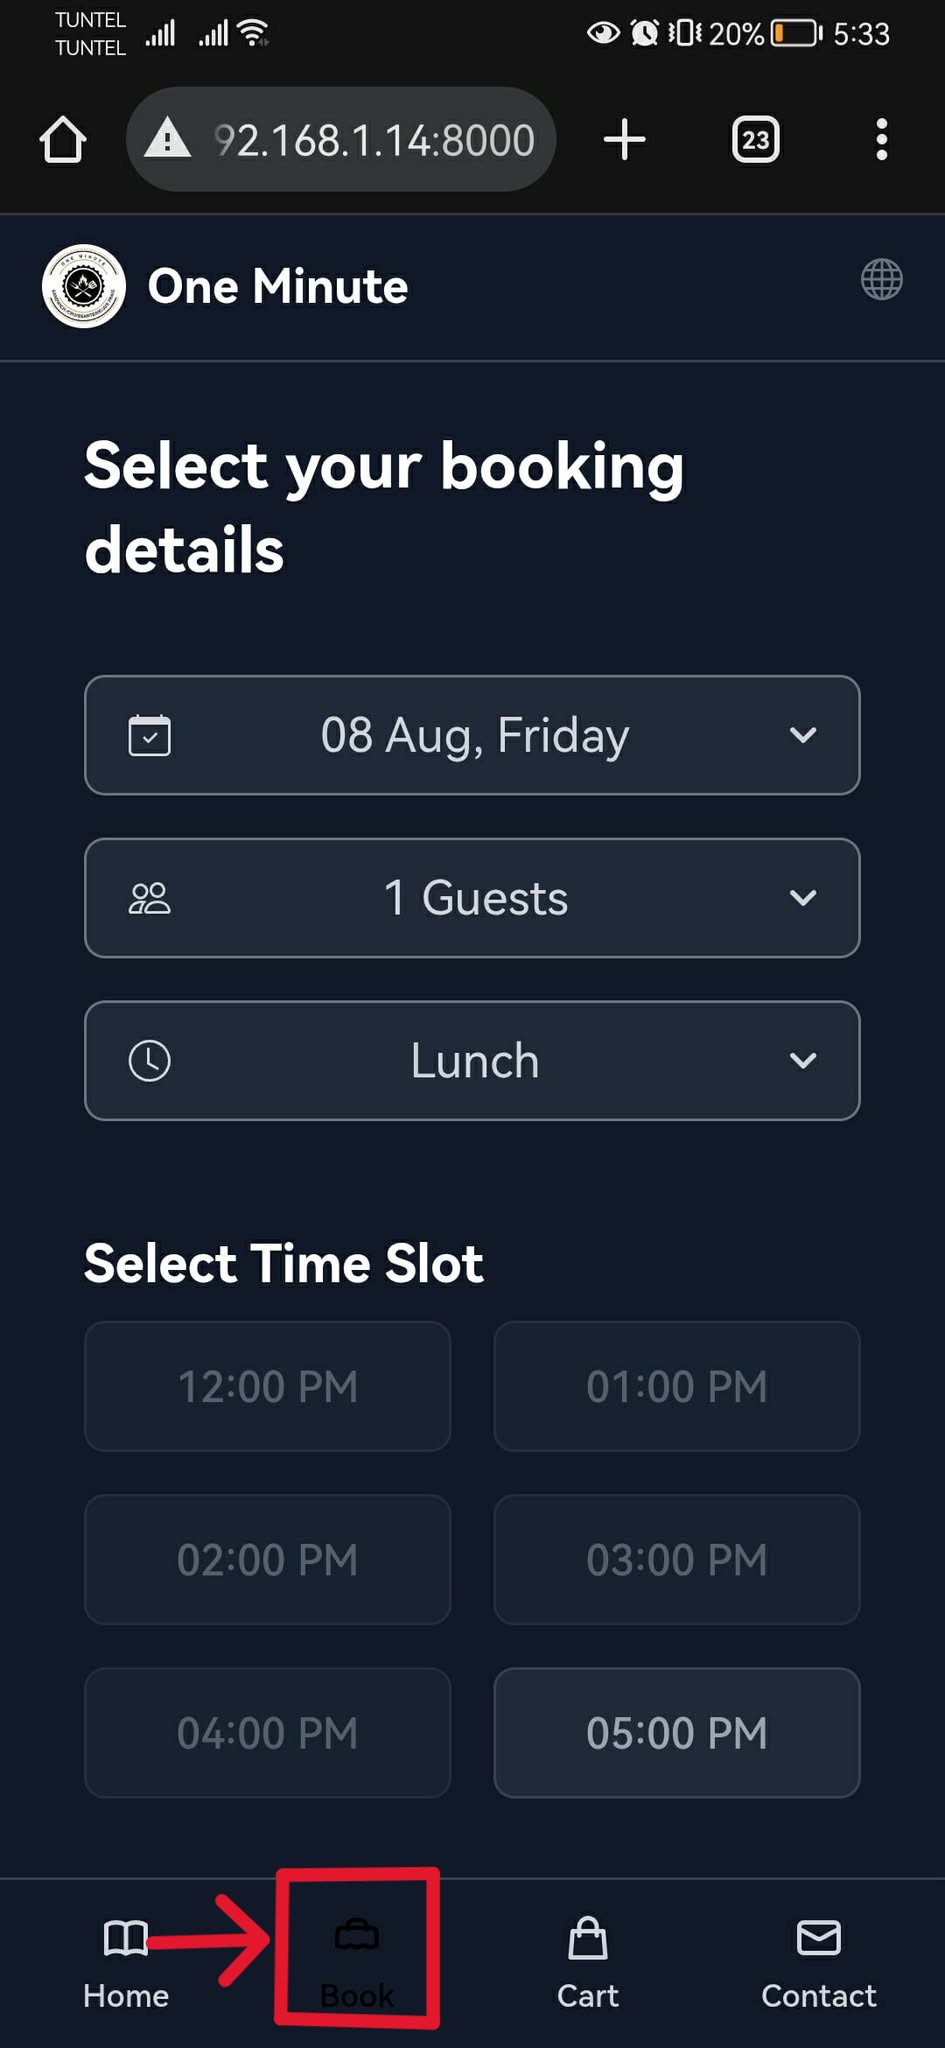 TUNTEL
TUNTEL
20% 5:33
92.168.1.14:8000
23
One Minute
Select your booking
details
08 Aug, Friday
1 Guests
Lunch
Select Time Slot
12:00 PM
01:00 PM
02:00 PM
03:00 PM
04:00 PM
05:00 PM
Home
Book
Cart
Contact